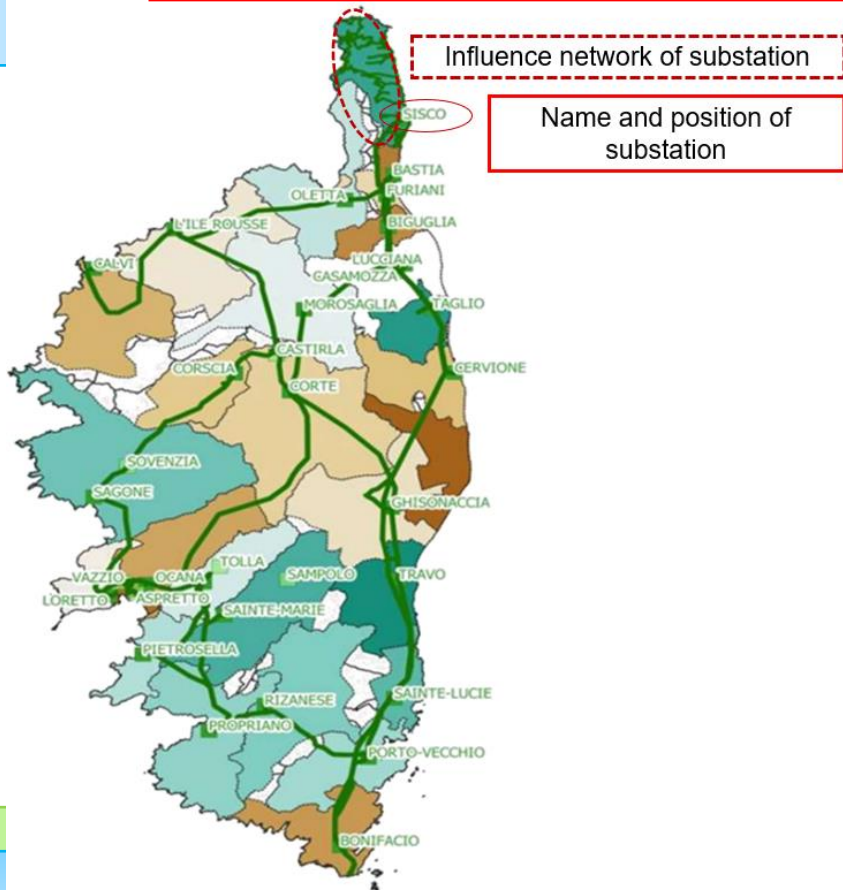 Influence network of substation
SISCO
Name and position of
substation
BASTIA
OLETTA
FURIANI
L'ILE ROUSSE
BIGUGLIA
LUCCIANA
CALVI
CASAMOZZA
MOROSAGLIA
TAGLIO
CASTIRLA
CORSCIA
CERVIONE
CORTE
SOVENZIA
SAGONE
GHISONACCIA
TOLLA
VAZZIO
OCANA
SAMPOLO
TRAVO
LORETTO
ASPRETTO
SAINTE-MARIE
PIETROSELLA
SAINTE-LUCIE
RIZANESE
PROPRIANO
PORTO-VECCHIO
BONIFACIO